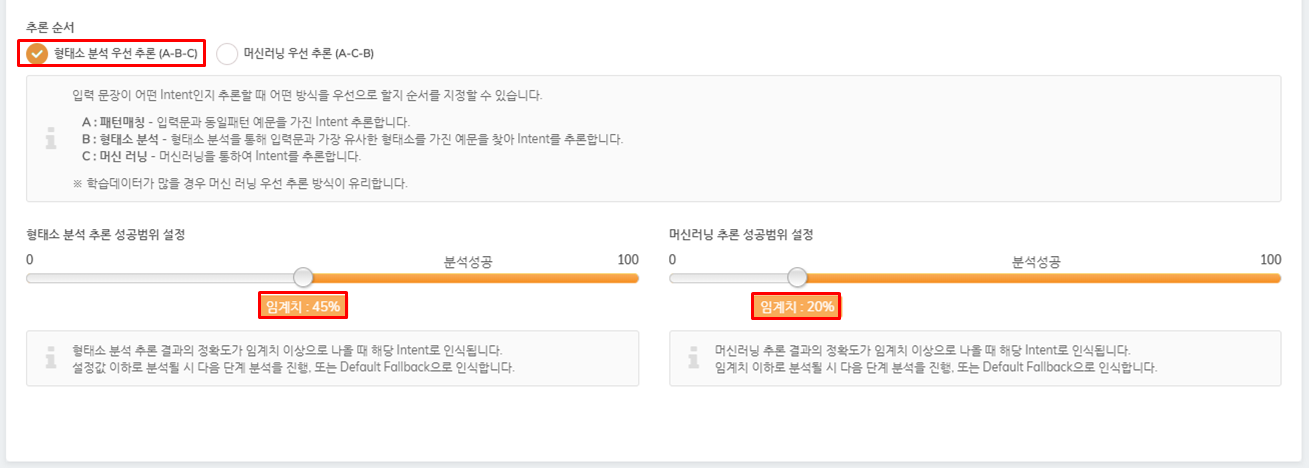 추론 순서
형태소 분석 우선 추론 (A-B-C) 머신러닝 우선 추론 (A-C-B)
입력 문장이 어떤 Intent인지 추론할 때 어떤 방식을 우선으로 할지 순서를 지정할 수 있습니다.
A : 패턴매칭 - 입력문과 동일패턴 예문을 가진 Intent 추론합니다.
B : 형태소 분석 - 형태소 분석을 통해 입력문과 가장 유사한 형태소를 가진 예문을 찾아 Intent를 추론합니다.
C : 머신 러닝 - 머신러닝을 통하여 Intent를 추론합니다.
※ 학습데이터가 많을 경우 머신 러닝 우선 추론 방식이 유리합니다.
형태소 분석 추론 성공범위 설정
0 분석성공 100
임계치 : 45%
형태소 분석 추론 결과의 정확도가 임계치 이상으로 나올 때 해당 Intent로 인식됩니다.
설정값 이하로 분석될 시 다음 단계 분석을 진행, 또는 Default Fallback으로 인식합니다.
머신러닝 추론 성공범위 설정
0 분석성공 100
임계치 : 20%
머신러닝 추론 결과의 정확도가 임계치 이상으로 나올 때 해당 Intent로 인식됩니다.
임계치 이하로 분석될 시 다음 단계 분석을 진행, 또는 Default Fallback으로 인식합니다.